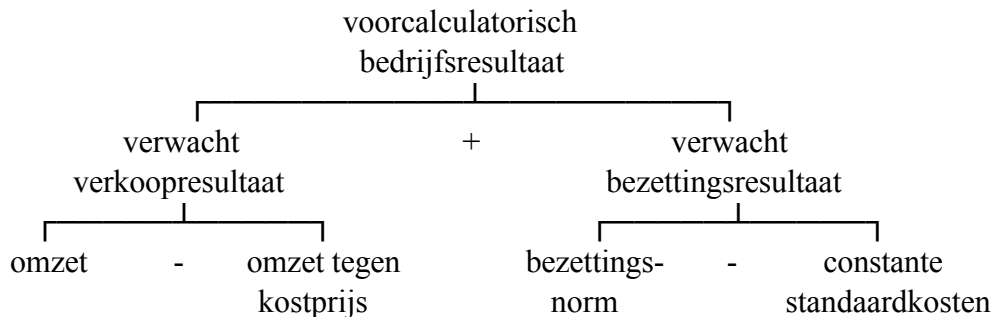 voorcalculatorisch
bedrijfsresultaat
verwacht + verwacht
verkoopresultaat bezettingsresultaat
omzet - omzet tegen bezettings- - constante
kostprijs norm standaardkosten